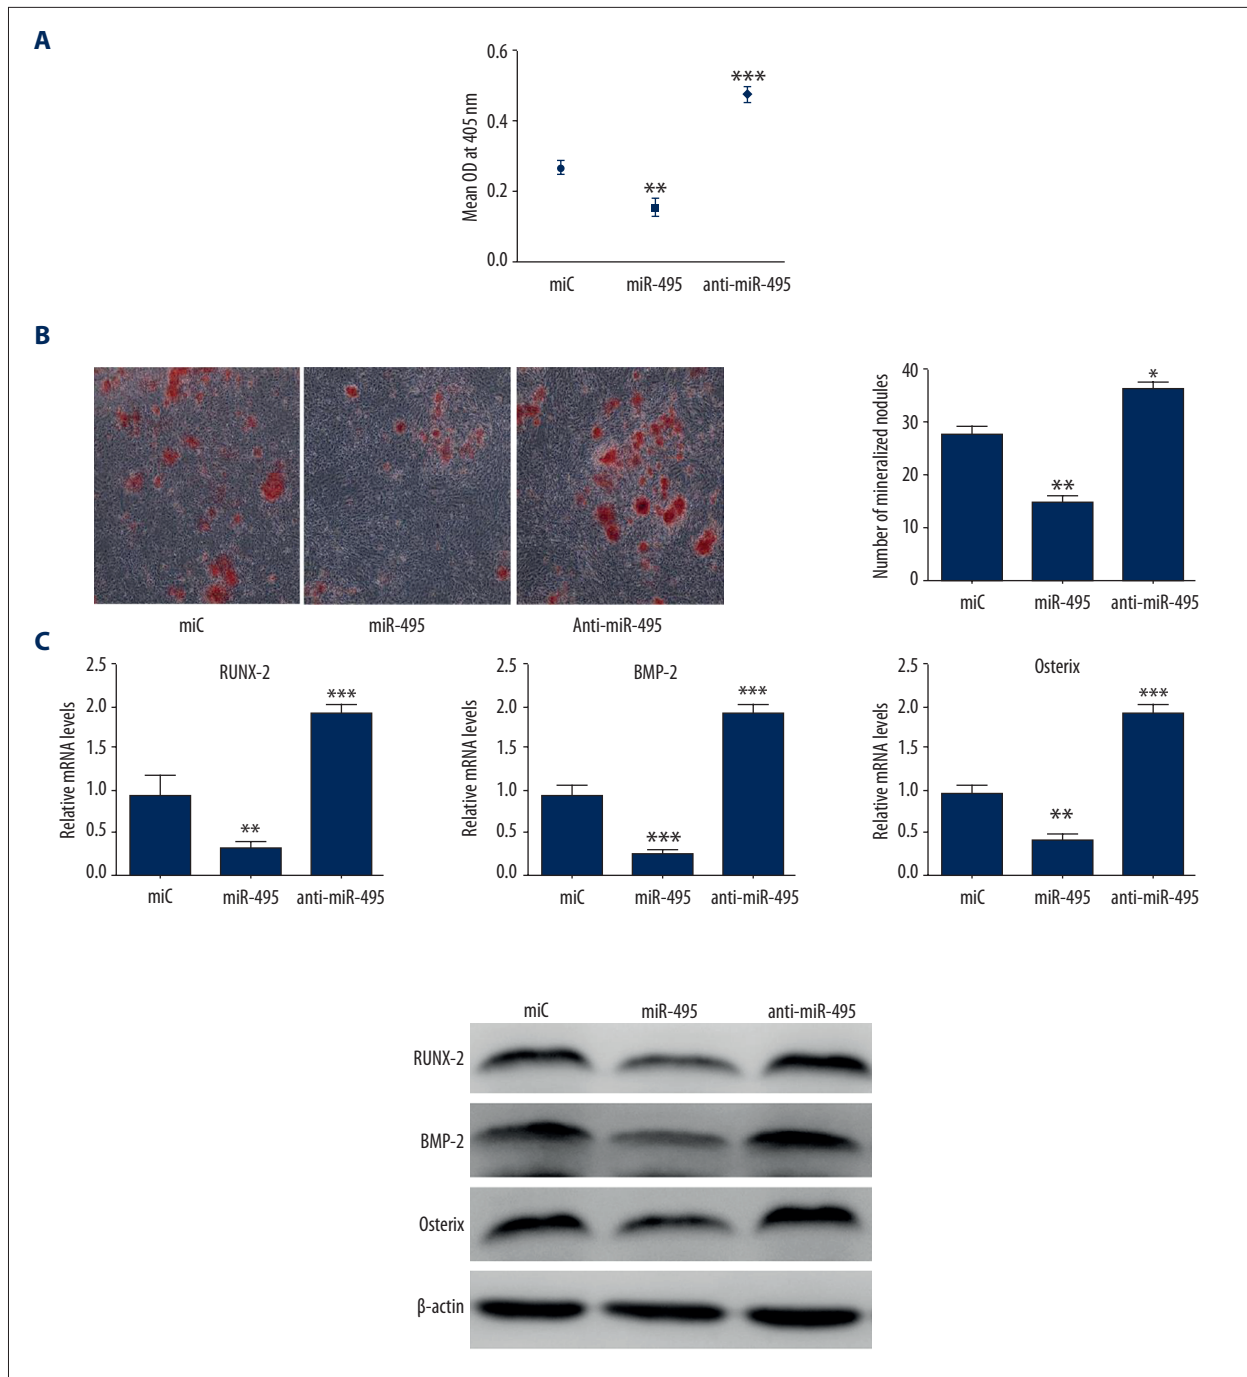 A
0.6
0.4
0.2
0.0
Mean OD at 405 nm
***
**
miC miR-495 anti-miR-495
B
miC miR-495 Anti-miR-495
40
30
20
10
0
Number of mineralized nodules
**
*
miC miR-495 anti-miR-495
C
RUNX-2
2.5
2.0
1.5
1.0
0.5
0.0
Relative mRNA levels
**
***
miC miR-495 anti-miR-495
BMP-2
2.5
2.0
1.5
1.0
0.5
0.0
Relative mRNA levels
***
***
miC miR-495 anti-miR-495
Osterix
2.5
2.0
1.5
1.0
0.5
0.0
Relative mRNA levels
**
***
miC miR-495 anti-miR-495
miC miR-495 anti-miR-495
RUNX-2
BMP-2
Osterix
β-actin